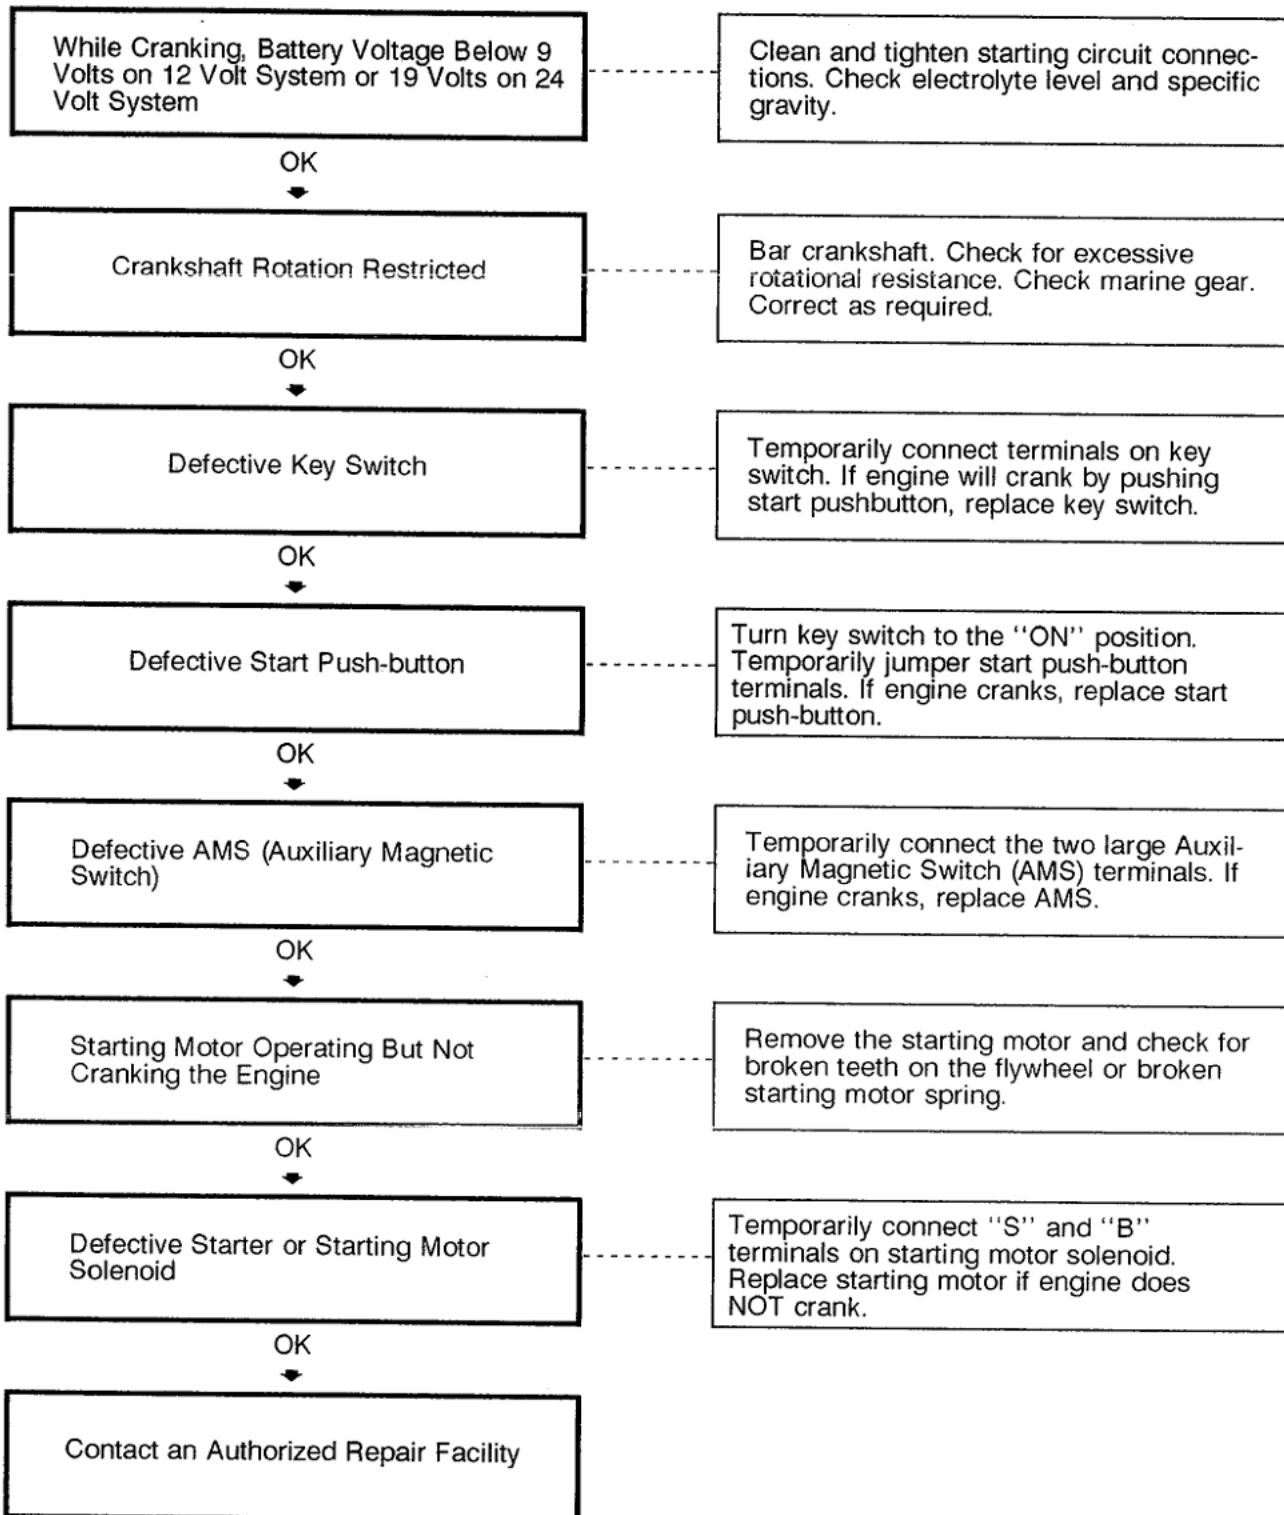 While Cranking, Battery Voltage Below 9
Volts on 12 Volt System or 19 Volts on 24
Volt System
Clean and tighten starting circuit connec-
tions. Check electrolyte level and specific
gravity.
OK
Crankshaft Rotation Restricted
Bar crankshaft. Check for excessive
rotational resistance. Check marine gear.
Correct as required.
OK
Defective Key Switch
Temporarily connect terminals on key
switch. If engine will crank by pushing
start pushbutton, replace key switch.
OK
Defective Start Push-button
Turn key switch to the “ON” position.
Temporarily jumper start push-button
terminals. If engine cranks, replace start
push-button.
OK
Defective AMS (Auxiliary Magnetic
Switch)
Temporarily connect the two large Auxil-
iary Magnetic Switch (AMS) terminals. If
engine cranks, replace AMS.
OK
Starting Motor Operating But Not
Cranking the Engine
Remove the starting motor and check for
broken teeth on the flywheel or broken
starting motor spring.
OK
Defective Starter or Starting Motor
Solenoid
Temporarily connect “S” and “B”
terminals on starting motor solenoid.
Replace starting motor if engine does
NOT crank.
OK
Contact an Authorized Repair Facility